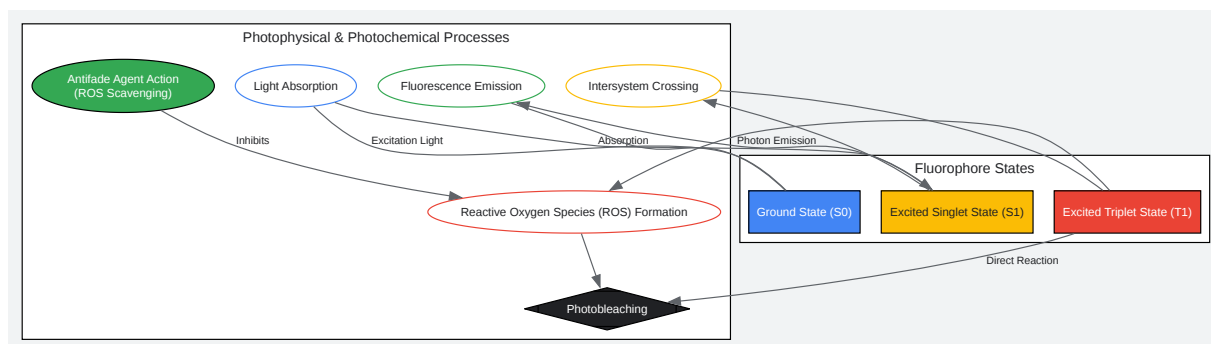 Photophysical & Photochemical Processes
Antifade Agent Action
(ROS Scavenging)
Light Absorption
Fluorescence Emission
Intersystem Crossing
Inhibits
Excitation Light
Absorption
Photon Emission
Fluorophore States
Ground State (S0)
Excited Singlet State (S1)
Excited Triplet State (T1)
Reactive Oxygen Species (ROS) Formation
Direct Reaction
Photobleaching